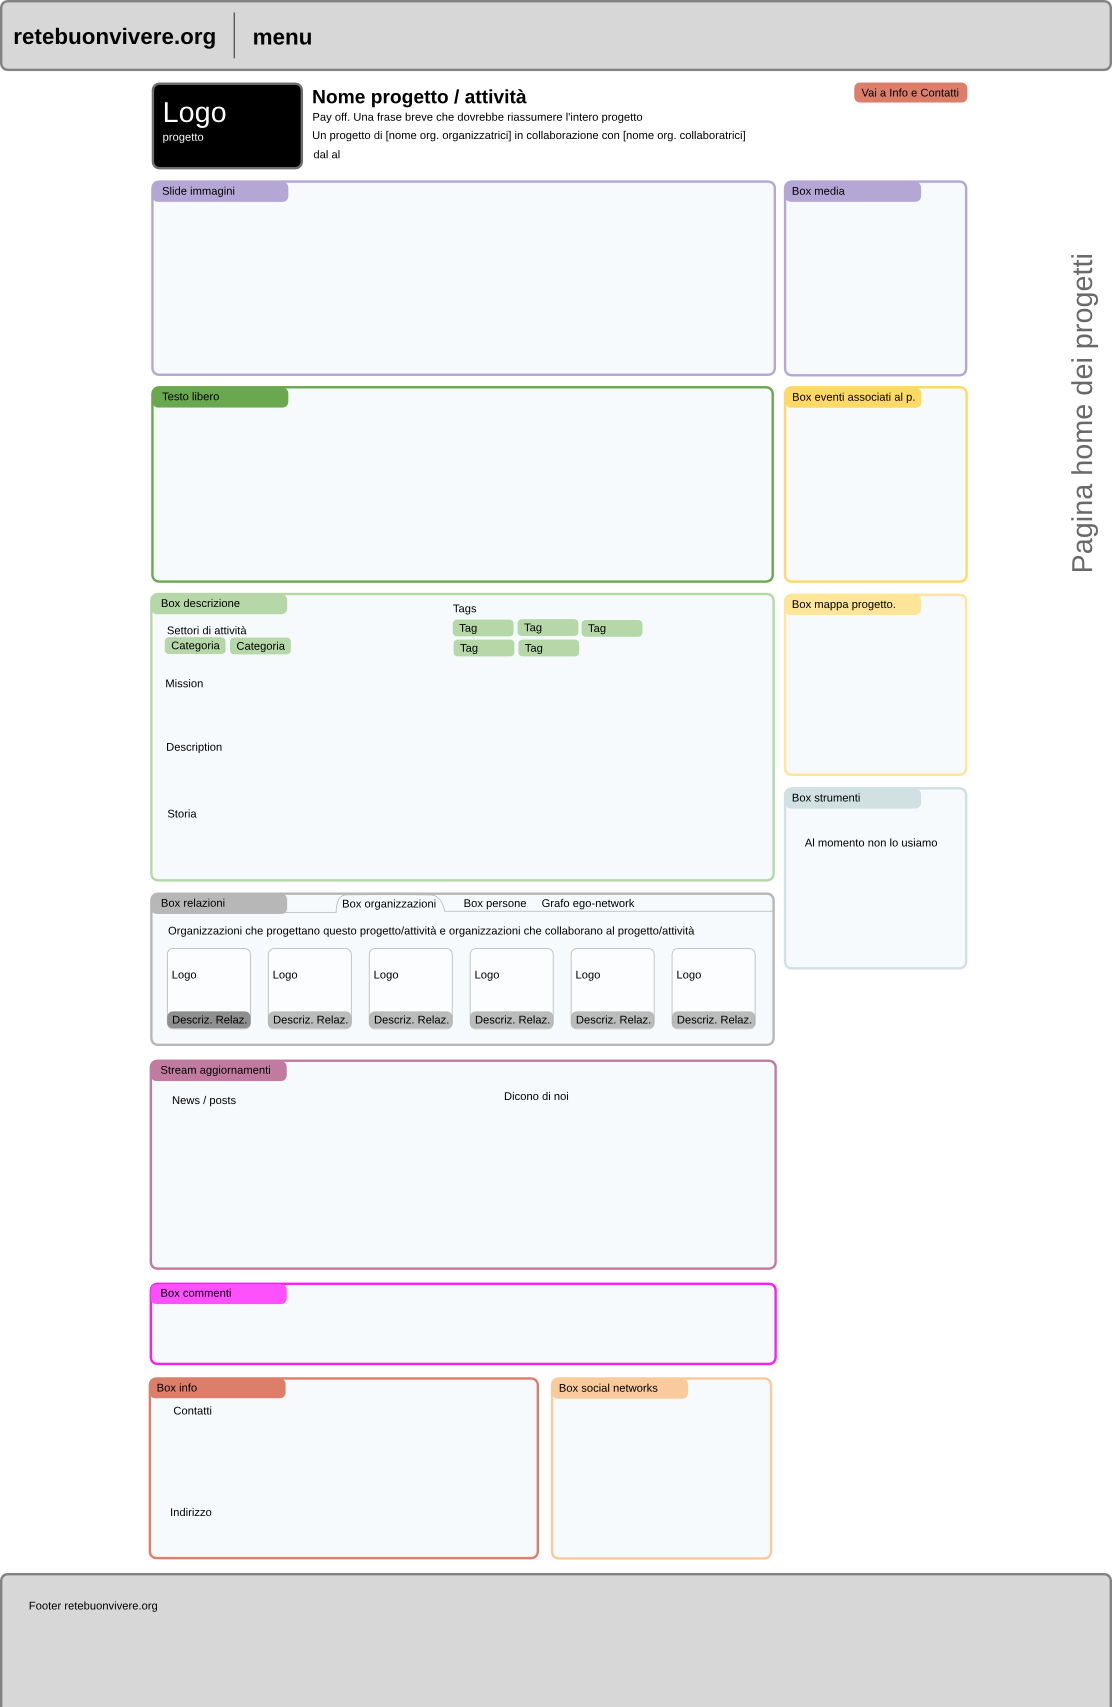 retebuonvivere.org
menu
Logo
progetto
Nome progetto / attività
Vai a Info e Contatti
Pay off. Una frase breve che dovrebbe riassumere l'intero progetto
Un progetto di [nome org. organizzatrici] in collaborazione con [nome org. collaboratrici]
dal al
Slide immagini
Box media
Pagina home dei progetti
Testo libero
Box eventi associati al p.
Box descrizione
Tags
Settori di attività
Categoria
Categoria
Tag
Tag
Tag
Tag
Tag
Mission
Description
Storia
Box mappa progetto.
Box strumenti
Al momento non lo usiamo
Box relazioni
Box organizzazioni
Box persone
Grafo ego-network
Organizzazioni che progettano questo progetto/attività e organizzazioni che collaborano al progetto/attività
Logo
Logo
Logo
Logo
Logo
Logo
Descriz. Relaz.
Descriz. Relaz.
Descriz. Relaz.
Descriz. Relaz.
Descriz. Relaz.
Descriz. Relaz.
Stream aggiornamenti
News / posts
Dicono di noi
Box commenti
Box info
Contatti
Indirizzo
Box social networks
Footer retebuonvivere.org